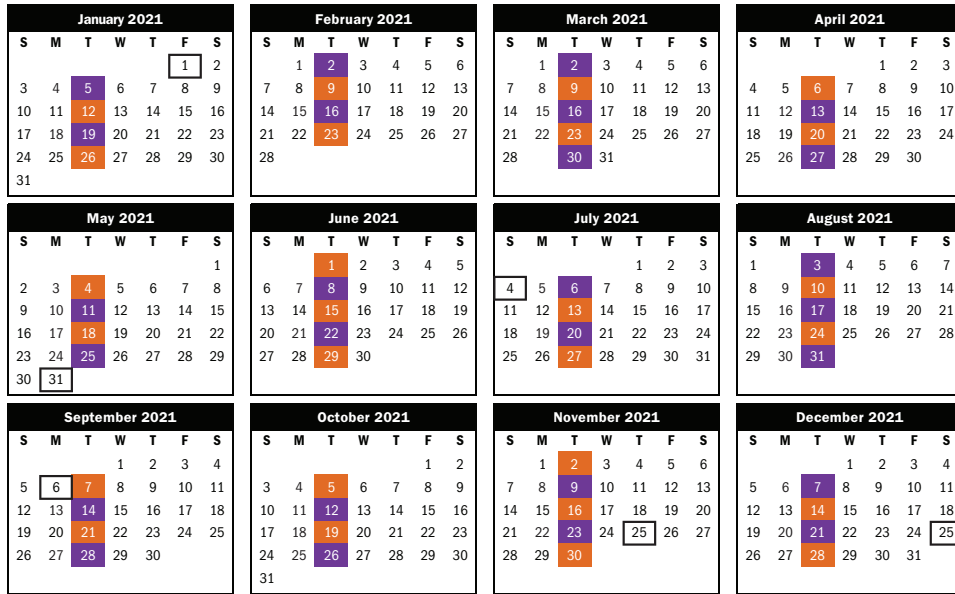 January 2021
S M T W T F S
1 2
3 4 5 6 7 8 9
10 11 12 13 14 15 16
17 18 19 20 21 22 23
24 25 26 27 28 29 30
31
February 2021
S M T W T F S
1 2 3 4 5 6
7 8 9 10 11 12 13
14 15 16 17 18 19 20
21 22 23 24 25 26 27
28
March 2021
S M T W T F S
1 2 3 4 5 6
7 8 9 10 11 12 13
14 15 16 17 18 19 20
21 22 23 24 25 26 27
28 30 31
April 2021
S M T W T F S
1 2 3
4 5 6 7 8 9 10
11 12 13 14 15 16 17
18 19 20 21 22 23 24
25 26 27 28 29 30
May 2021
S M T W T F S
1
2 3 4 5 6 7 8
9 10 11 12 13 14 15
16 17 18 19 20 21 22
23 24 25 26 27 28 29
30 31
June 2021
S M T W T F S
1 2 3 4 5
6 7 8 9 10 11 12
13 14 15 16 17 18 19
20 21 22 23 24 25 26
27 28 29 30
July 2021
S M T W T F S
1 2 3
4 5 6 7 8 9 10
11 12 13 14 15 16 17
18 19 20 21 22 23 24
25 26 27 28 29 30 31
August 2021
S M T W T F S
1 3 4 5 6 7
8 9 10 11 12 13 14
15 16 17 18 19 20 21
22 23 24 25 26 27 28
29 30 31
September 2021
S M T W T F S
1 2 3 4
5 6 7 8 9 10 11
12 13 14 15 16 17 18
19 20 21 22 23 24 25
26 27 28 29 30
October 2021
S M T W T F S
1 2
3 4 5 6 7 8 9
10 11 12 13 14 15 16
17 18 19 20 21 22 23
24 25 26 27 28 29 30
31
November 2021
S M T W T F S
1 2 3 4 5 6
7 8 9 10 11 12 13
14 15 16 17 18 19 20
21 22 23 24 25 26 27
28 29 30
December 2021
S M T W T F S
1 2 3 4
5 6 7 8 9 10 11
12 13 14 15 16 17 18
19 20 21 22 23 24 25
26 27 28 29 30 31